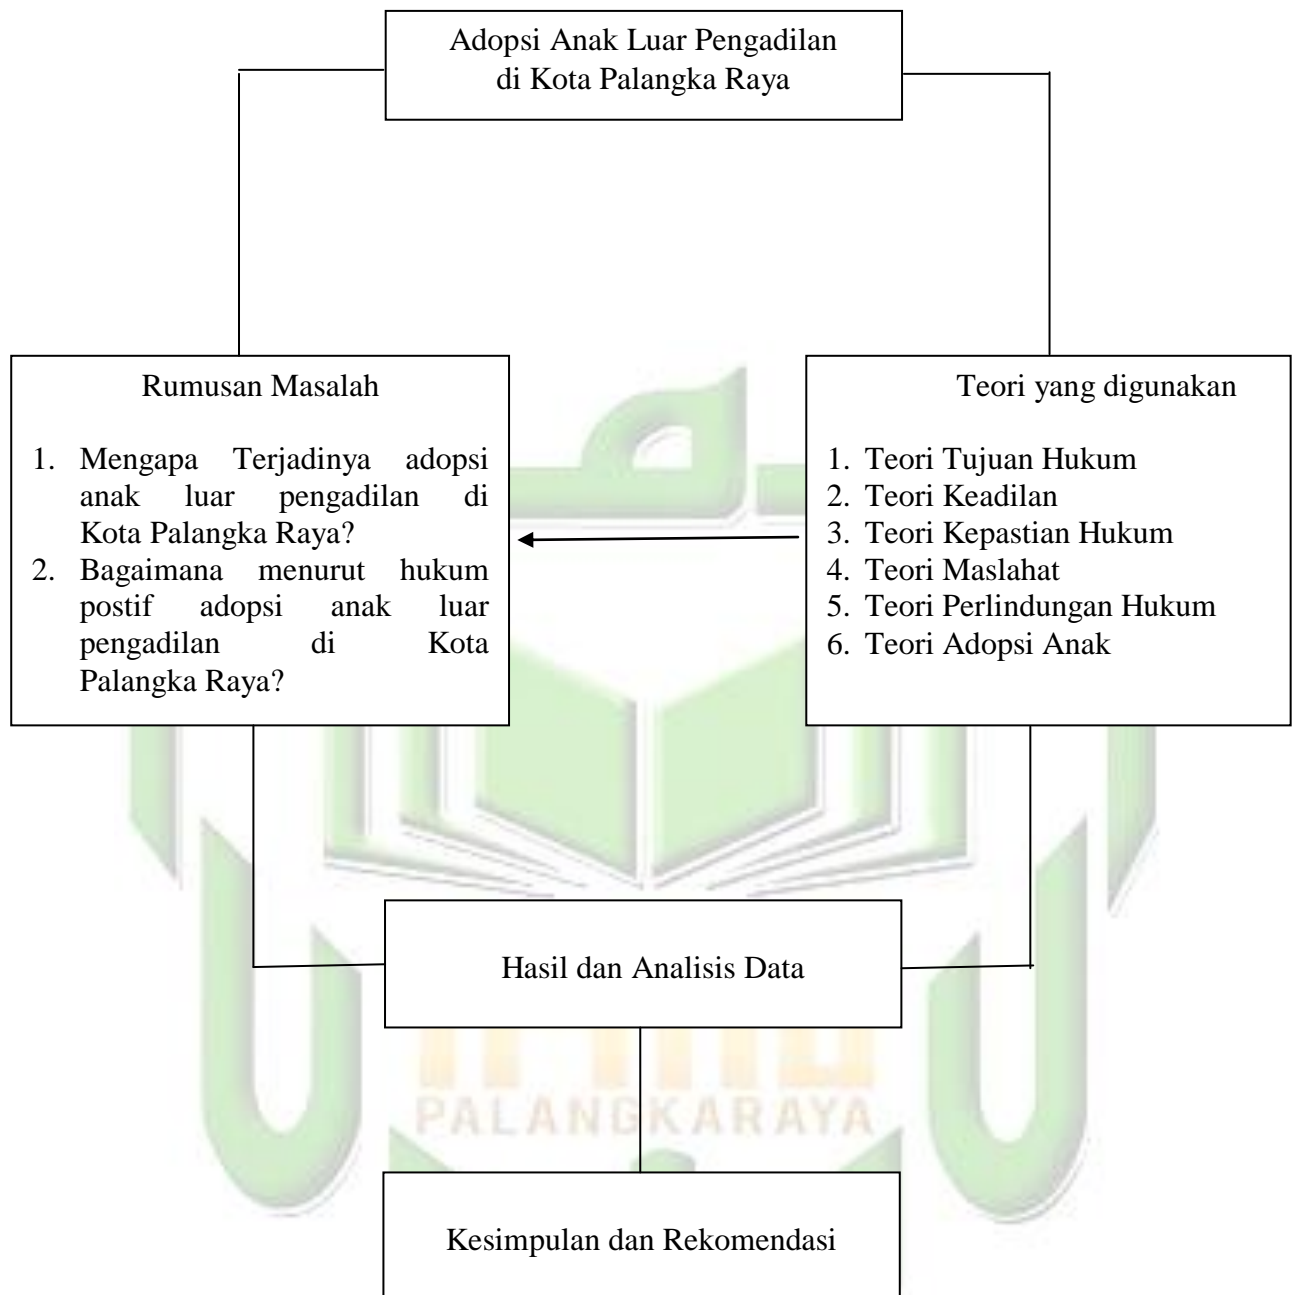 Adopsi Anak Luar Pengadilan
di Kota Palangka Raya
Rumusan Masalah
1. Mengapa Terjadinya adopsi
anak luar pengadilan di
Kota Palangka Raya?
2. Bagaimana menurut hukum
postif adopsi anak luar
pengadilan di Kota
Palangka Raya?
Teori yang digunakan
1. Teori Tujuan Hukum
2. Teori Keadilan
3. Teori Kepastian Hukum
4. Teori Maslahat
5. Teori Perlindungan Hukum
6. Teori Adopsi Anak
Hasil dan Analisis Data
PALANGKARAYA
Kesimpulan dan Rekomendasi